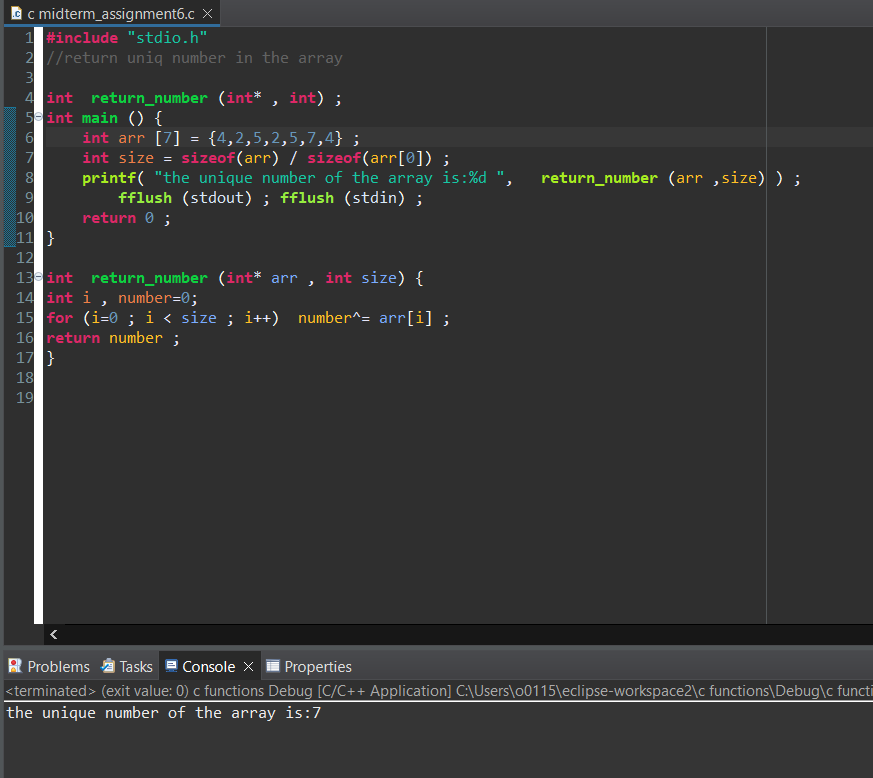 c midterm_assignment6.c
1 #include "stdio.h"
2 //return uniq number in the array
3
4 int  return_number (int* , int) ;
5 int main () {
6     int arr [7] = {4,2,5,2,5,7,4} ;
7     int size = sizeof(arr) / sizeof(arr[0]) ;
8     printf( "the unique number of the array is:%d ",   return_number (arr ,size) ) ;
9         fflush (stdout) ; fflush (stdin) ;
10     return 0 ;
11 }
12
13 int  return_number (int* arr , int size) {
14 int i , number=0;
15 for (i=0 ; i < size ; i++)  number^= arr[i] ;
16 return number ;
17 }
18
19
Problems Tasks Console Properties
<terminated> (exit value: 0) c functions Debug [C/C++ Application] C:\Users\o0115\eclipse-workspace2\c functions\Debug\c functi
the unique number of the array is:7